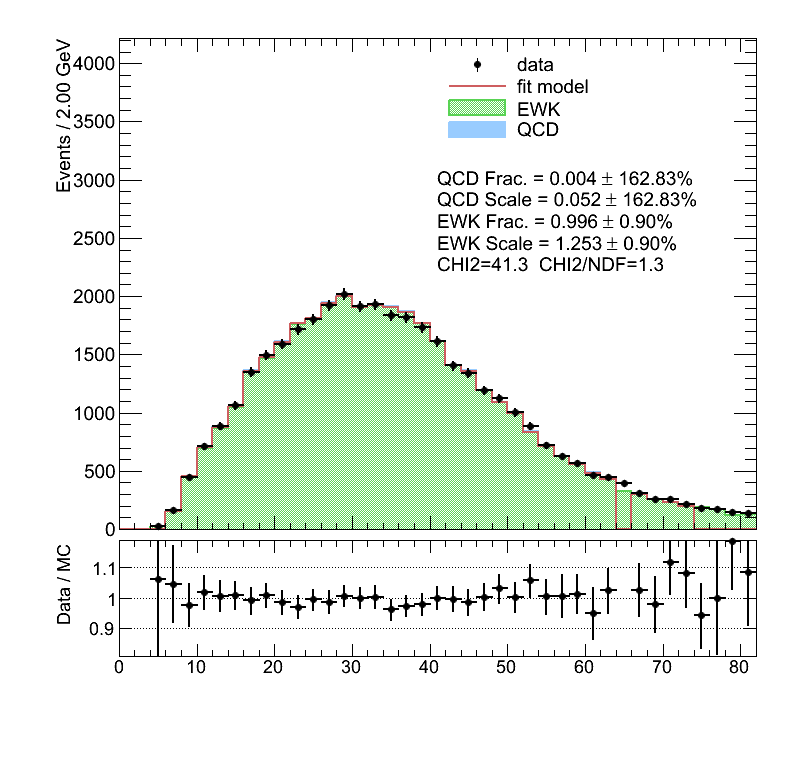 Events / 2.00 GeV
4000
3500
3000
2500
2000
1500
1000
500
0
data
fit model
EWK
QCD
QCD Frac. = 0.004 ± 162.83%
QCD Scale = 0.052 ± 162.83%
EWK Frac. = 0.996 ± 0.90%
EWK Scale = 1.253 ± 0.90%
CHI2=41.3 CHI2/NDF=1.3
Data / MC
1.1
1
0.9
0 10 20 30 40 50 60 70 80